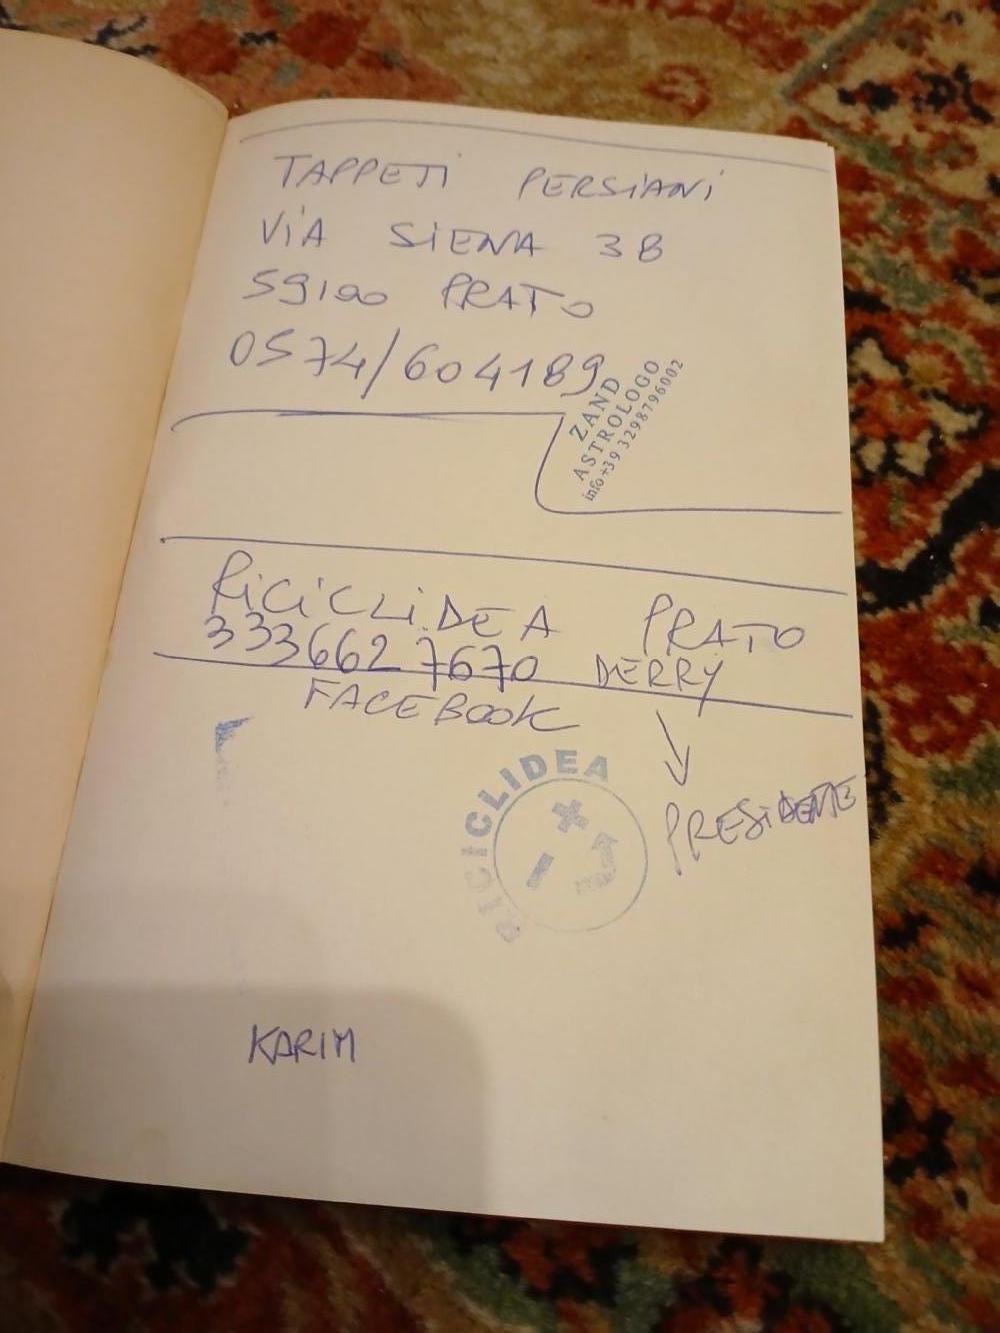 TAPPETI PERSIANI
VIA SIENA 3B
59100 PRATO
0574/604189
ZAND
ASTROLOGO
info +39 3298796002
RICICLIDEA PRATO
3336627670 DERRY
FACEBOOK
PRESIDENTE
RICICLIDEA
KARIM